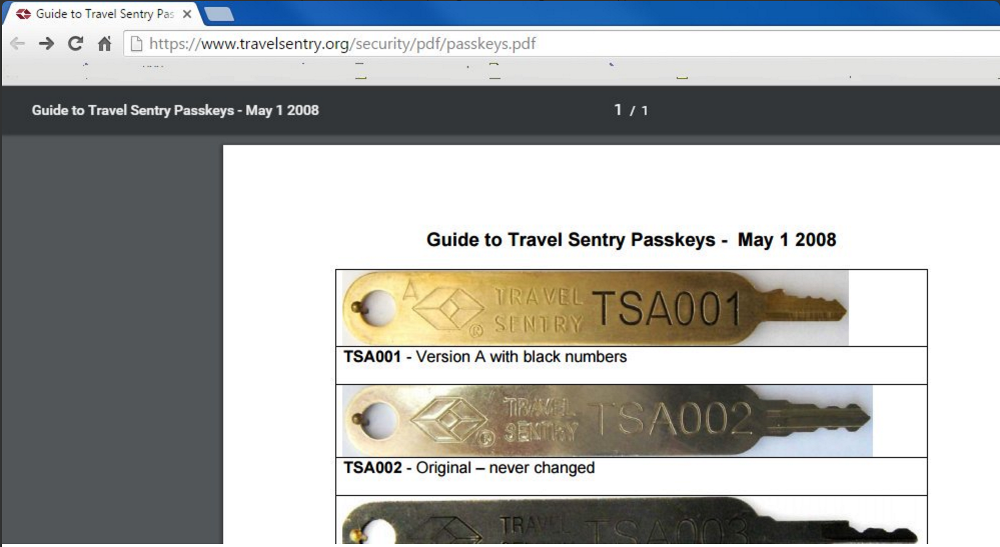 Guide to Travel Sentry Pas
https://www.travelsentry.org/security/pdf/passkeys.pdf
Guide to Travel Sentry Passkeys - May 1 2008
1 / 1
Guide to Travel Sentry Passkeys - May 1 2008
A
TRAVEL
SENTRY
TSA001
®
TSA001 - Version A with black numbers
TRAVEL
SENTRY
TSA002
®
TSA002 - Original – never changed
TRAVEL
TSA003